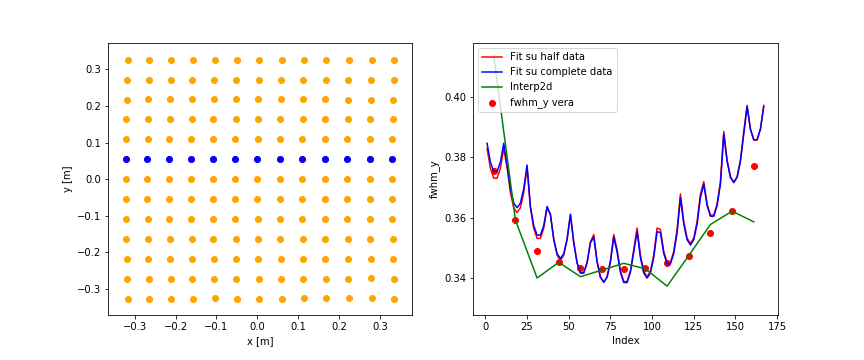 0.3
0.2
0.1
0.0
−0.1
−0.2
−0.3
y [m]
−0.3 −0.2 −0.1 0.0 0.1 0.2 0.3
x [m]
Fit su half data
Fit su complete data
Interp2d
fwhm_y vera
0.40
0.38
0.36
0.34
fwhm_y
0 25 50 75 100 125 150 175
Index